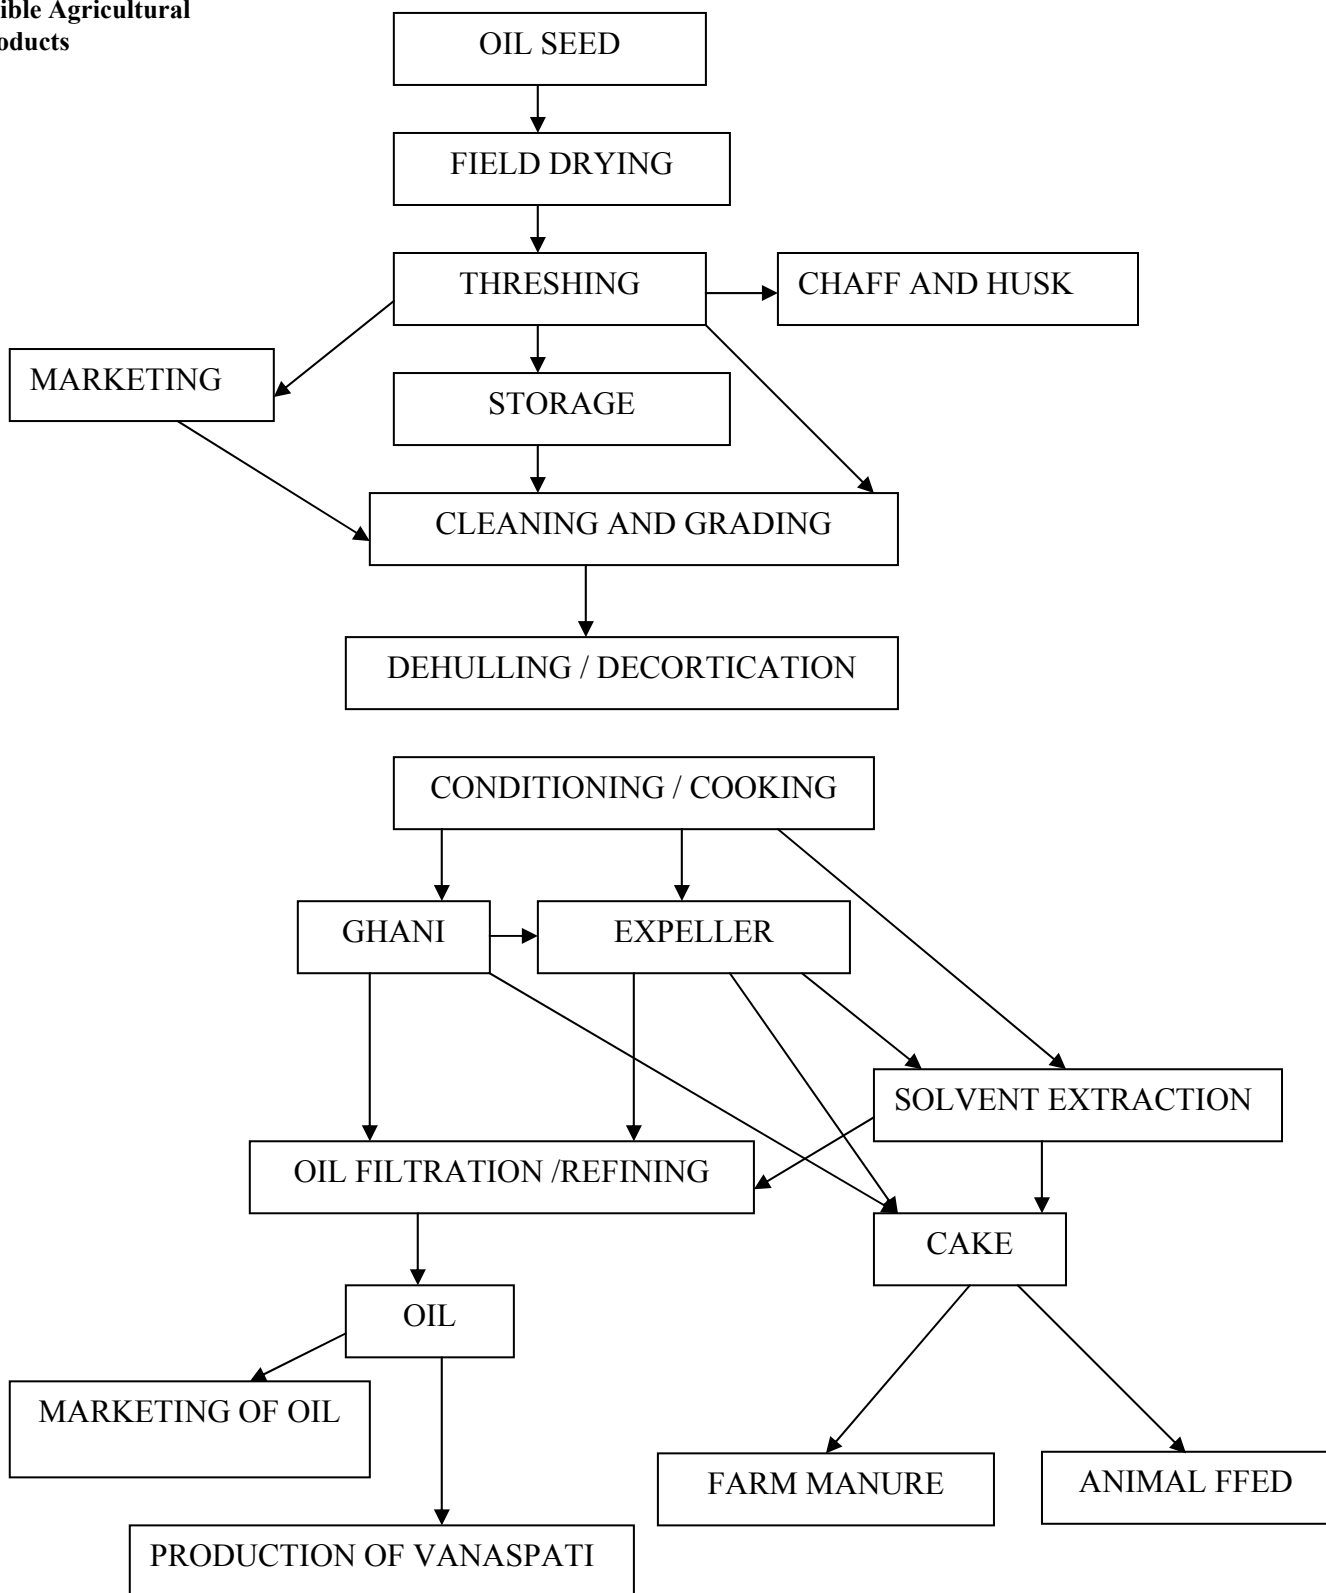 ible Agricultural
oducts
OIL SEED
FIELD DRYING
THRESHING
CHAFF AND HUSK
MARKETING
STORAGE
CLEANING AND GRADING
DEHULLING / DECORTICATION
CONDITIONING / COOKING
GHANI
EXPELLER
SOLVENT EXTRACTION
OIL FILTRATION /REFINING
CAKE
OIL
MARKETING OF OIL
FARM MANURE
ANIMAL FFED
PRODUCTION OF VANASPATI